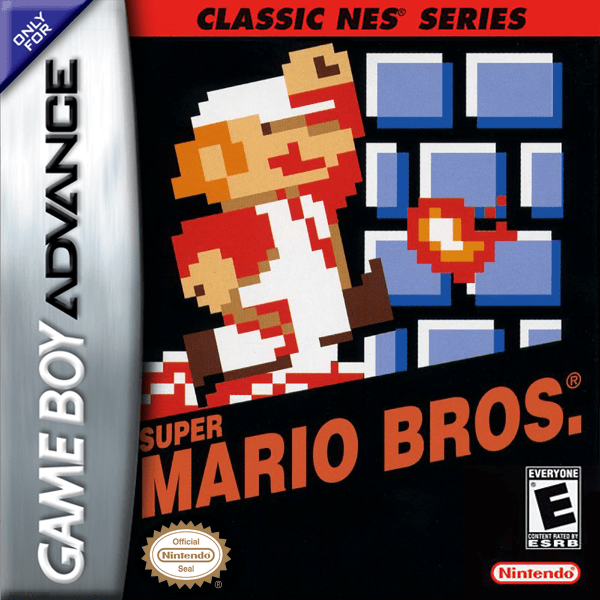 ONLY
FOR
CLASSIC NES® SERIES
GAME BOY ADVANCE
SUPER
MARIO BROS.®
EVERYONE
E
CONTENT RATED BY
ESRB
Official
Nintendo
Seal
®
Nintendo®